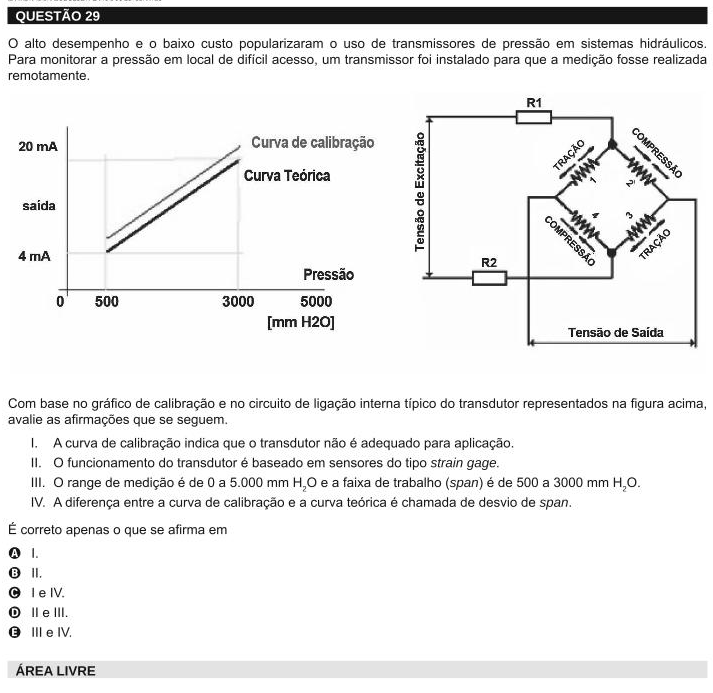 QUESTÃO 29
O alto desempenho e o baixo custo popularizaram o uso de transmissores de pressão em sistemas hidráulicos.
Para monitorar a pressão em local de difícil acesso, um transmissor foi instalado para que a medição fosse realizada
remotamente.
20 mA
saída
4 mA
Curva de calibração
Curva Teórica
Pressão
0 500 3000 5000
[mm H2O]
R1
Tensão de Excitação
TRAÇÃO
COMPRESSÃO
1
2
4
3
COMPRESSÃO
TRAÇÃO
R2
Tensão de Saída
Com base no gráfico de calibração e no circuito de ligação interna típico do transdutor representados na figura acima,
avalie as afirmações que se seguem.
I. A curva de calibração indica que o transdutor não é adequado para aplicação.
II. O funcionamento do transdutor é baseado em sensores do tipo strain gage.
III. O range de medição é de 0 a 5.000 mm H₂O e a faixa de trabalho (span) é de 500 a 3000 mm H₂O.
IV. A diferença entre a curva de calibração e a curva teórica é chamada de desvio de span.
É correto apenas o que se afirma em
A I.
B II.
C I e IV.
D II e III.
E III e IV.
ÁREA LIVRE